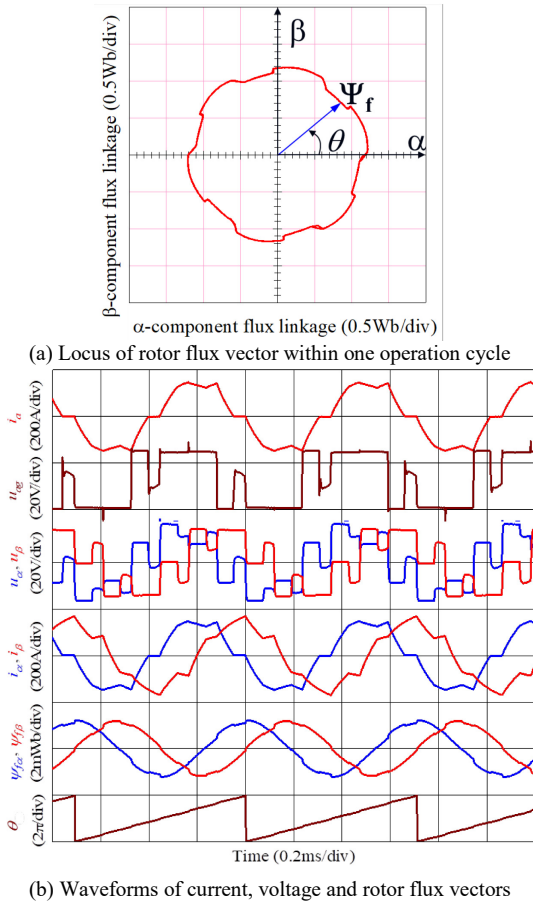 β-component flux linkage (0.5Wb/div)
β
Ψf
θ
α
α-component flux linkage (0.5Wb/div)
(a) Locus of rotor flux vector within one operation cycle
ia
(200A/div)
uag
(20V/div)
uα, uβ
(20V/div)
iα, iβ
(200A/div)
ψfα, ψfβ
(2mWb/div)
θ
(2π/div)
Time (0.2ms/div)
(b) Waveforms of current, voltage and rotor flux vectors